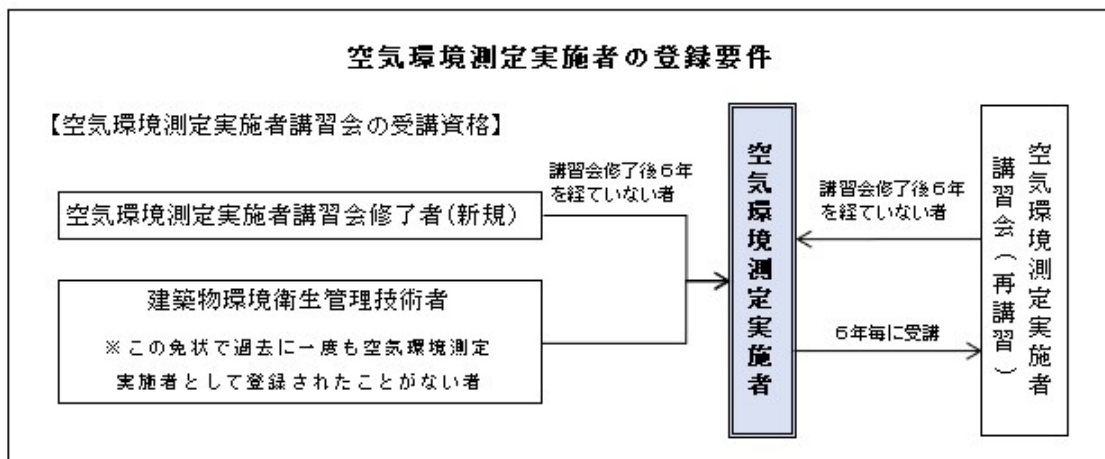 空気環境測定実施者の登録要件
【空気環境測定実施者講習会の受講資格】
空気環境測定実施者講習会修了者(新規)
講習会修了後6年
を経ていない者
建築物環境衛生管理技術者
※この免状で過去に一度も空気環境測定
実施者として登録されたことがない者
空気環境測定実施者
講習会修了後6年
を経ていない者
6年毎に受講
空気環境測定実施者
講習会(再講習)